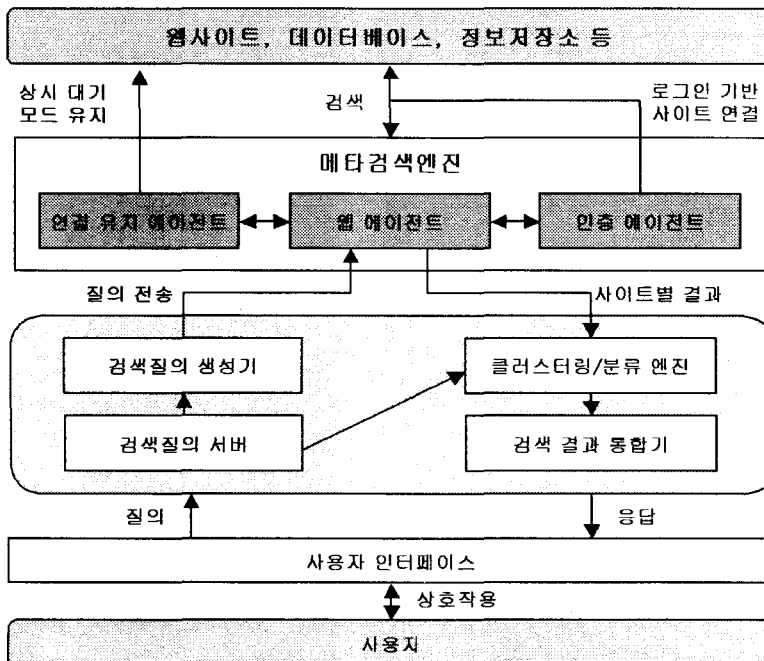 웹사이트, 데이터베이스, 정보저장소 등
상시 대기
모드 유지
검색
로그인 기반
사이트 연결
메타검색엔진
연결 유지 에이전트
웹 에이전트
인증 에이전트
질의 전송
사이트별 결과
검색질의 생성기
클러스터링/분류 엔진
검색질의 서버
검색 결과 통합기
질의
응답
사용자 인터페이스
상호작용
사용자